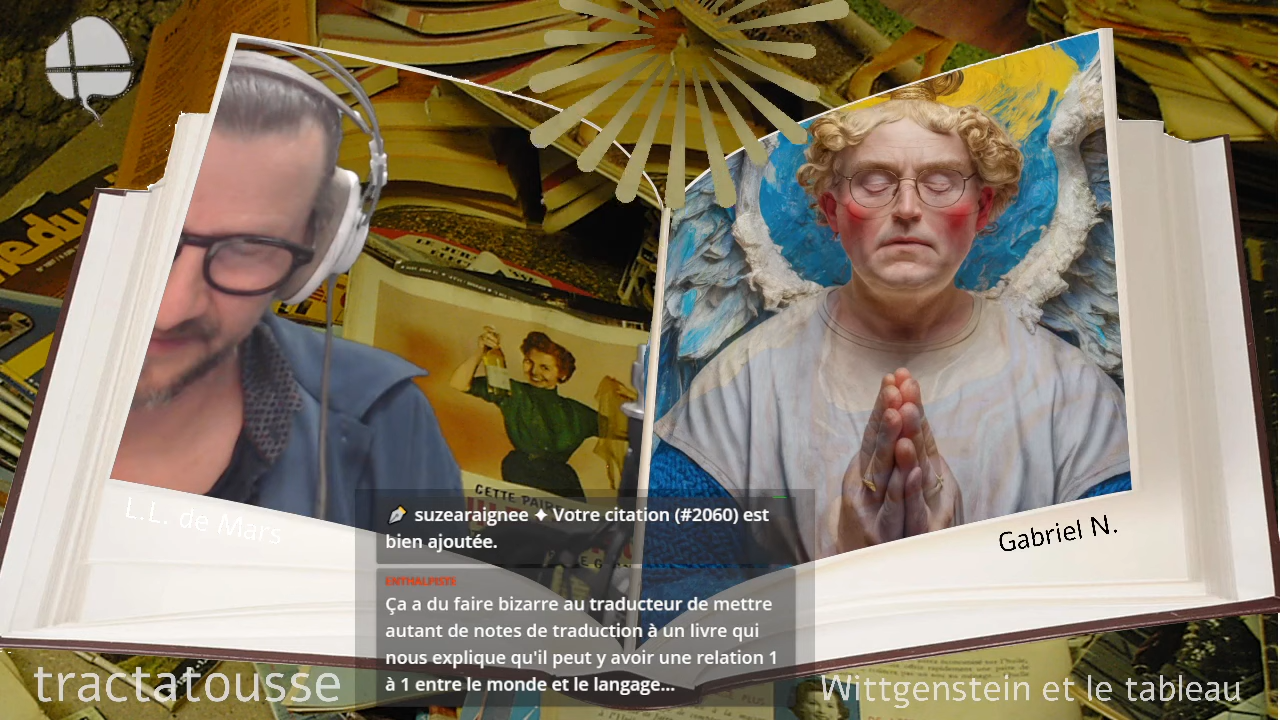 L.L. de Mars
CETTE PAIR
Gabriel N.
suzearaignee ✦ Votre citation (#2060) est
bien ajoutée.
ENTHALPISTE
Ça a du faire bizarre au traducteur de mettre
autant de notes de traduction à un livre qui
nous explique qu'il peut y avoir une relation 1
à 1 entre le monde et le langage...
tractatousse
Wittgenstein et le tableau